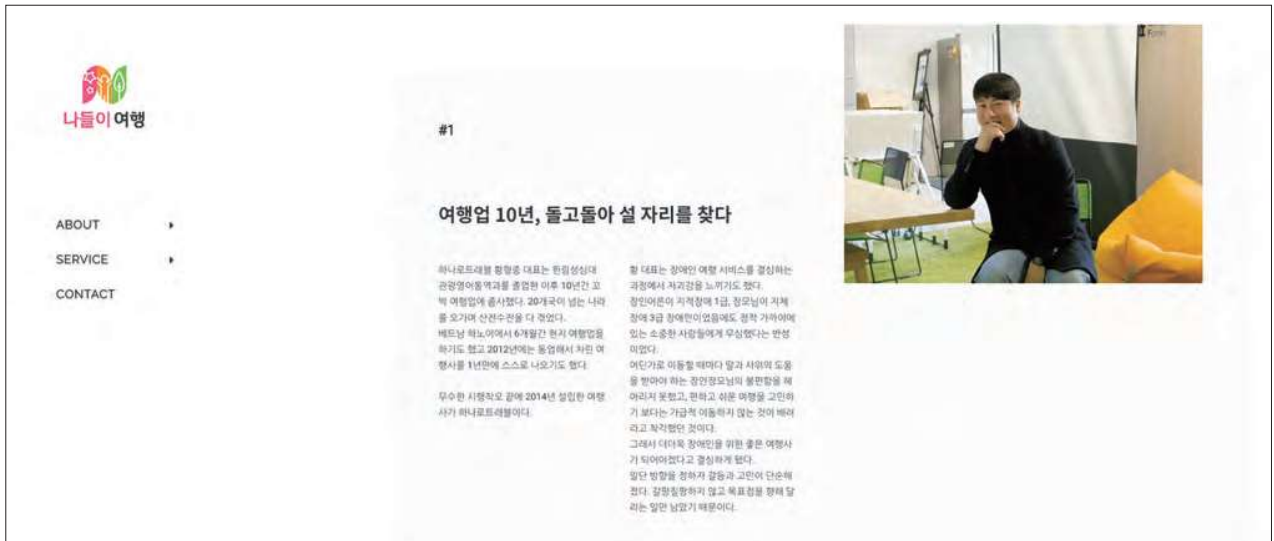 나들이 여행
ABOUT
SERVICE
CONTACT
#1
여행업 10년, 돌고돌아 설 자리를 찾다
하나로트래블 황형중 대표는 한림성심대
관광영어통역과를 졸업한 이후 10년간 꼬
박 여행업에 종사했다. 20개국이 넘는 나라
를 오가며 산전수전을 다 겪었다.
베트남 하노이에서 6개월간 현지 여행업을
하기도 했고 2012년에는 동업해서 차린 여
행사를 1년만에 스스로 나오기도 했다.
무수한 시행착오 끝에 2014년 설립한 여행
사가 하나로트래블이다.
황 대표는 장애인 여행 서비스를 결심하는
과정에서 자괴감을 느끼기도 했다.
장인어른이 지적장애 1급, 장모님이 지체
장애 3급 장애인이었음에도 정작 가까이에
있는 소중한 사람들에게 무심했다는 반성
이었다.
어딘가로 이동할 때마다 딸과 사위의 도움
을 받아야 하는 장인장모님의 불편함을 헤
아리지 못했고, 편하고 쉬운 여행을 고민하
기 보다는 가급적 이동하지 않는 것이 배려
라고 착각했던 것이다.
그래서 더더욱 장애인을 위한 좋은 여행사
가 되어야겠다고 결심하게 됐다.
일단 방향을 정하자 갈등과 고민이 단순해
졌다. 갈팡질팡하지 않고 목표점을 향해 달
리는 일만 남았기 때문이다.